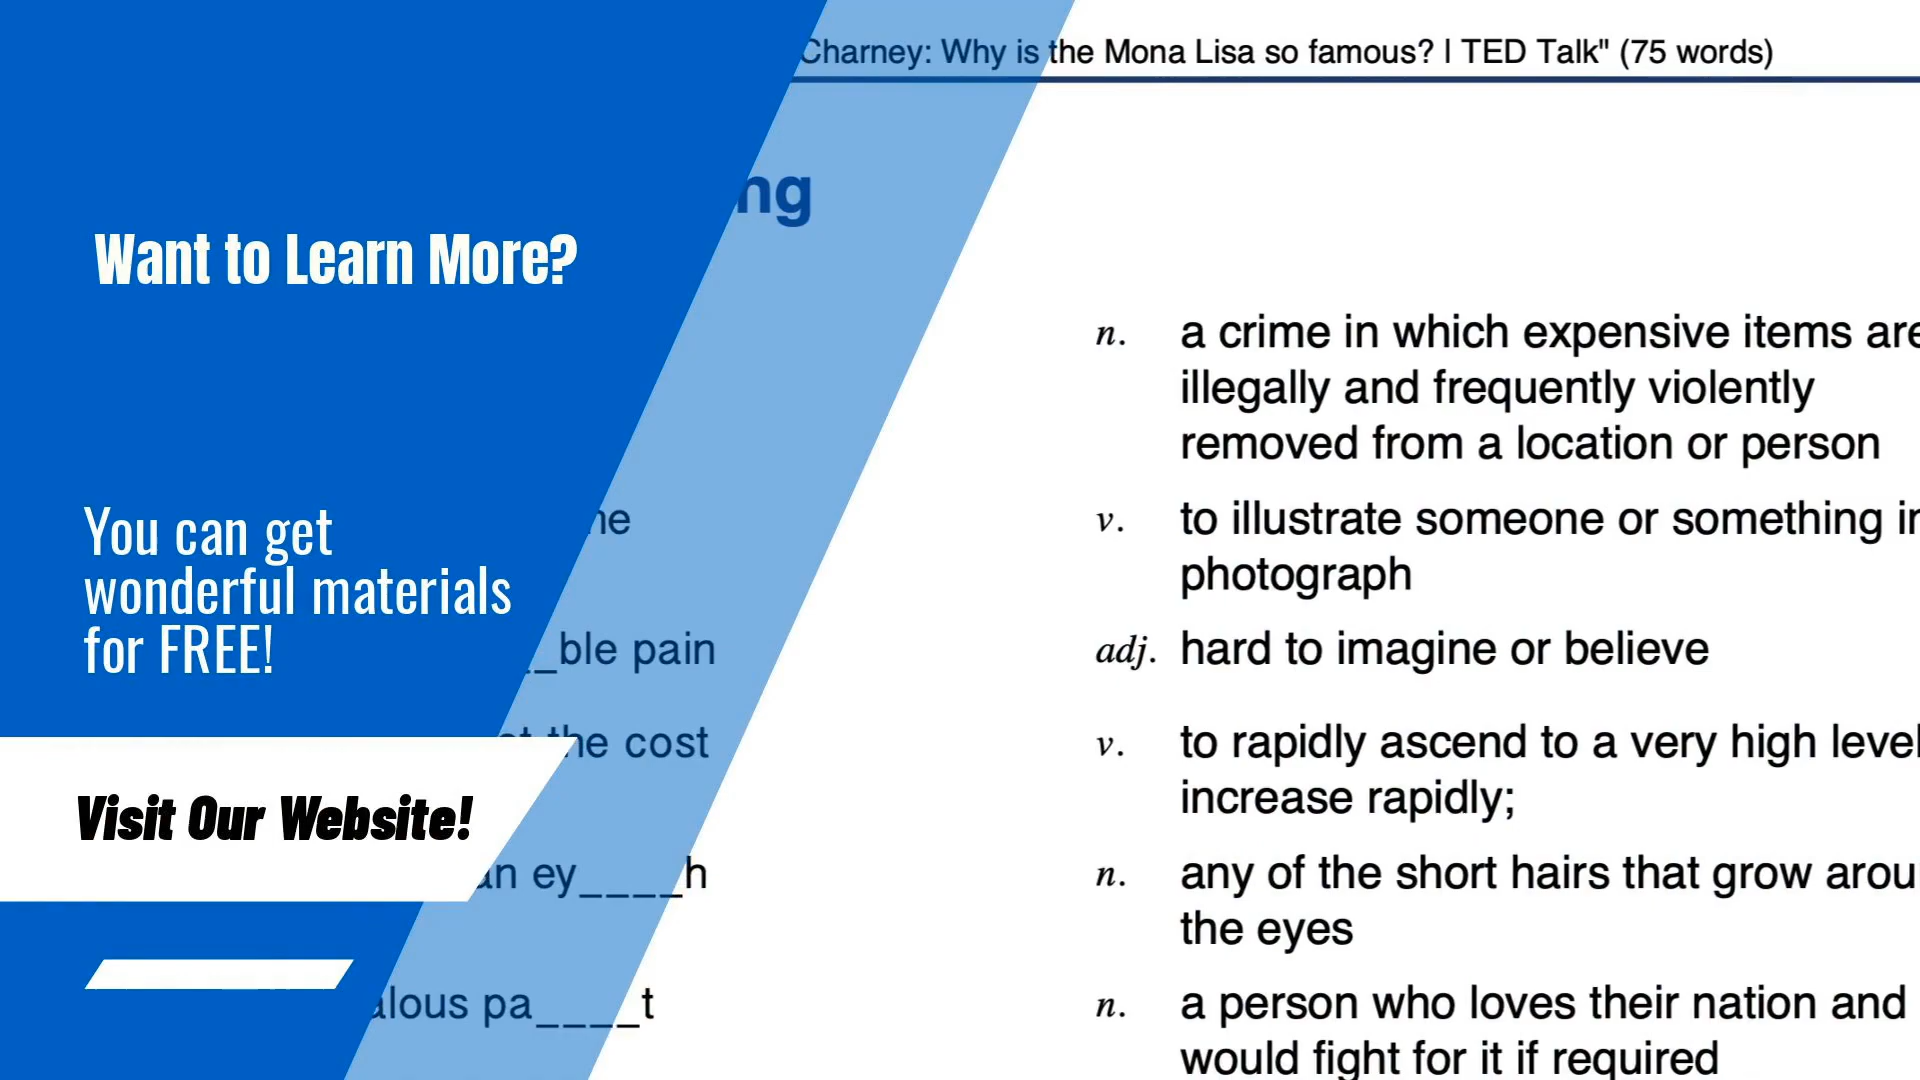 Charney: Why is the Mona Lisa so famous? | TED Talk" (75 words)
ng
Want to Learn More?
You can get
wonderful materials
for FREE!
Visit Our Website!
n. a crime in which expensive items are
illegally and frequently violently
removed from a location or person
ne v. to illustrate someone or something in
photograph
_ble pain adj. hard to imagine or believe
the cost v. to rapidly ascend to a very high level
increase rapidly;
an ey____h n. any of the short hairs that grow arou
the eyes
alous pa____t n. a person who loves their nation and
would fight for it if required